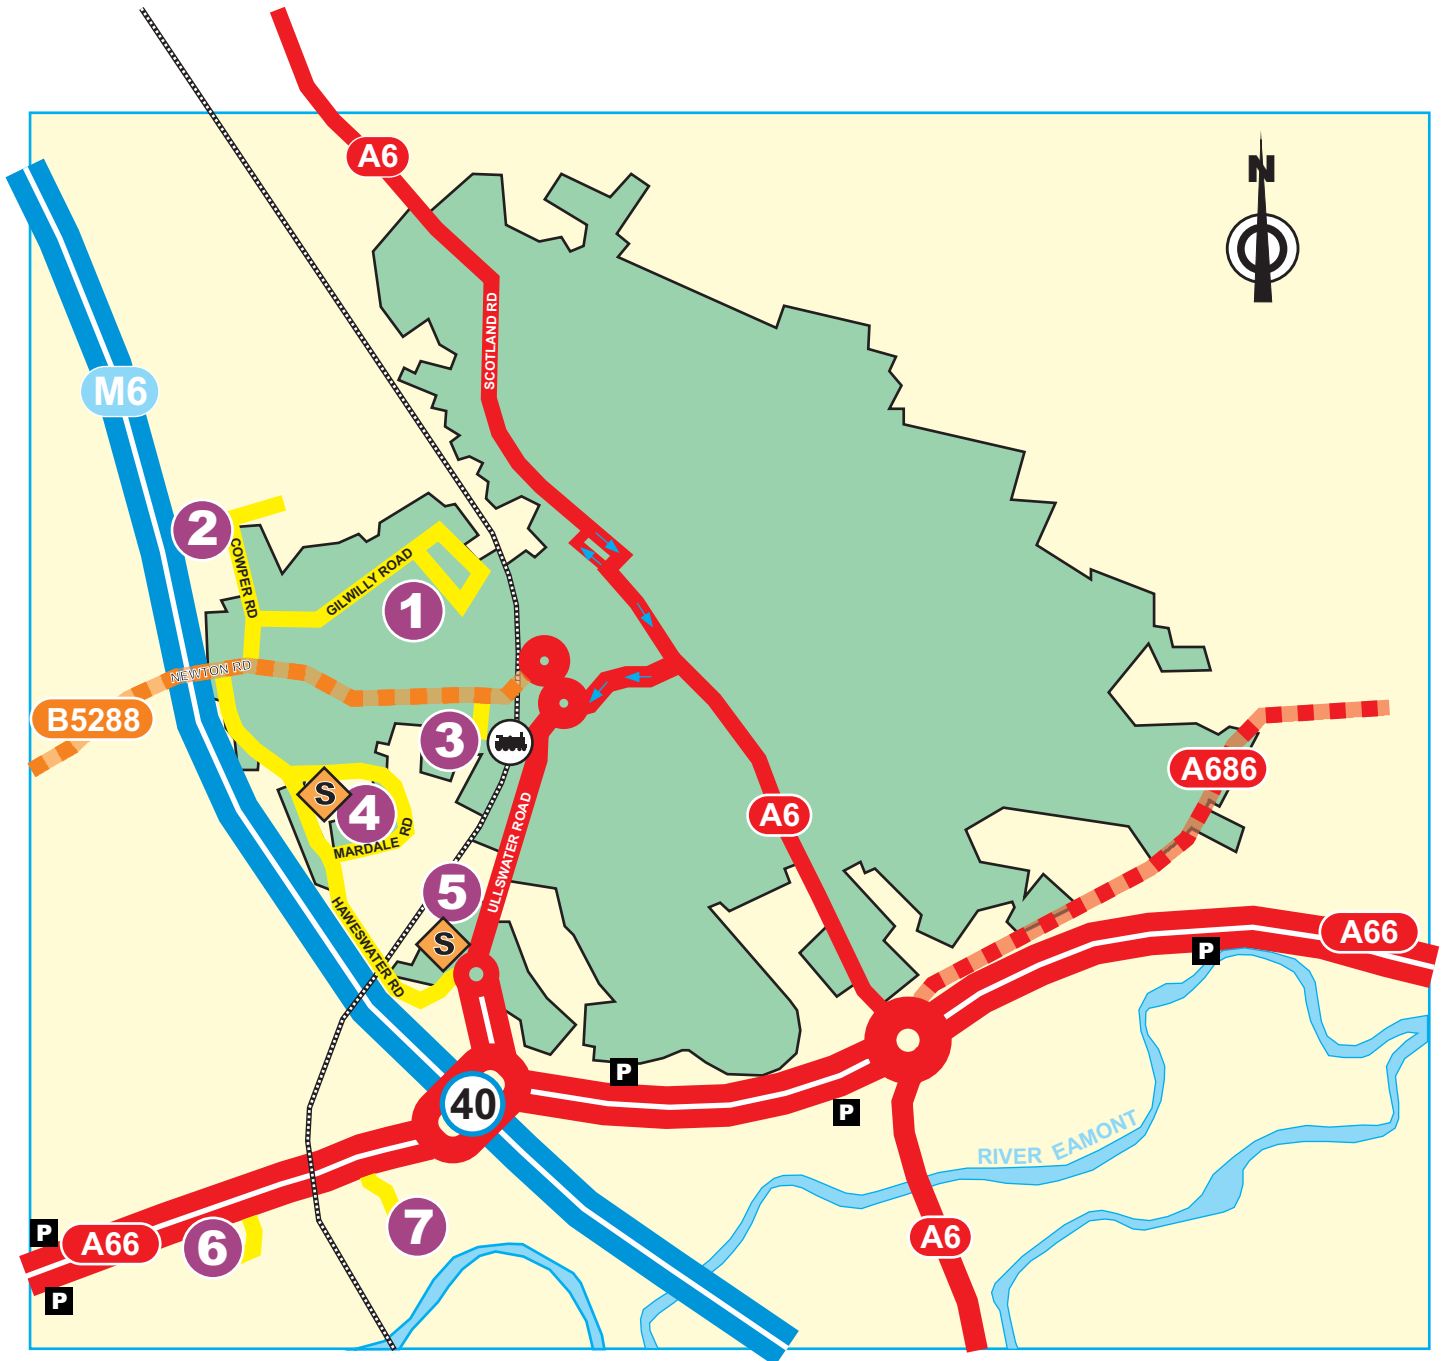 A6
N
SCOTLAND RD
M6
2
COWPER RD
GILWILLY ROAD
1
NEWTON RD
B5288
3
A686
S
4
MARDALE RD
A6
ULLSWATER ROAD
5
HAWESWATER RD
S
A66
P
P
40
P
RIVER EAMONT
7
P
A66
6
A6
P